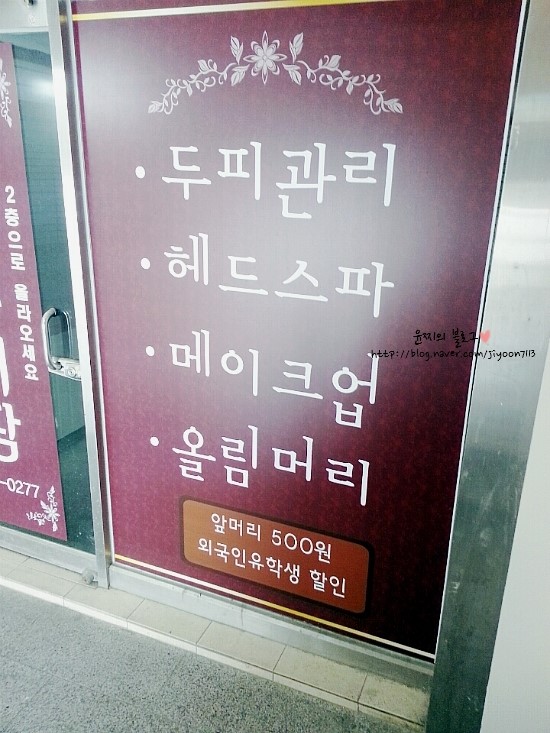 2층으로 올라오세요
-0277
· 두피관리
· 헤드스파
· 메이크업
· 올림머리
앞머리 500원
외국인유학생 할인
윤찌의 블로그
http://blog.naver.com/jiyoon7113